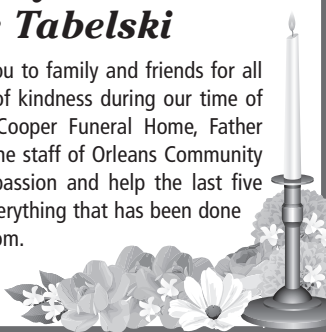 Tabelski
ou to family and friends for all
of kindness during our time of
Cooper Funeral Home, Father
he staff of Orleans Community
passion and help the last five
erything that has been done
om.